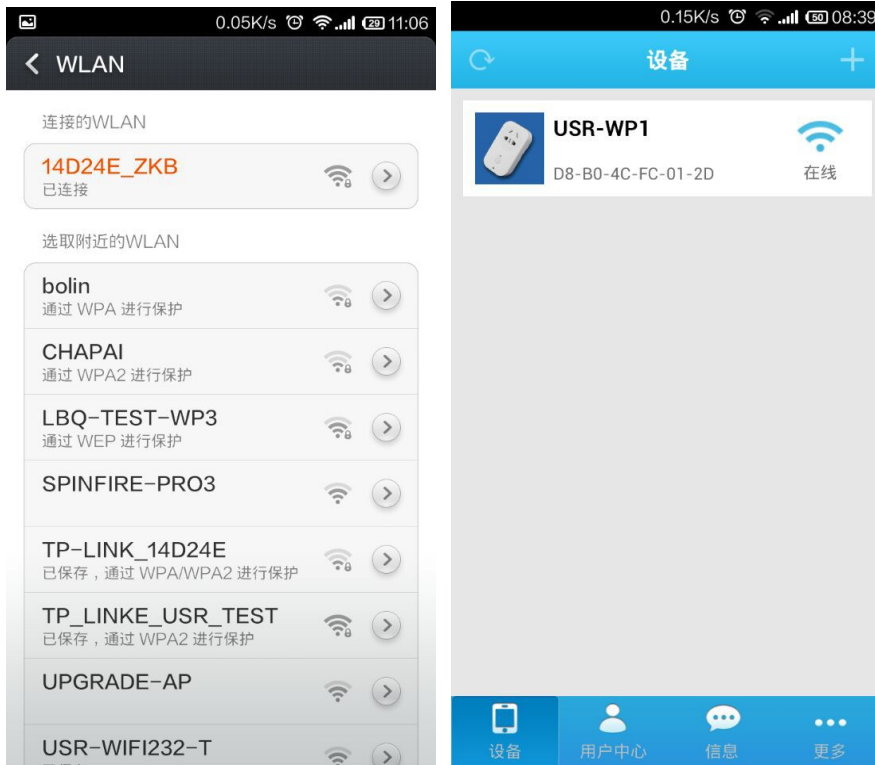 0.05K/s 29 11:06
WLAN
连接的WLAN
14D24E_ZKB
已连接
选取附近的WLAN
bolin
通过 WPA 进行保护
CHAPAI
通过 WPA2 进行保护
LBQ-TEST-WP3
通过 WEP 进行保护
SPINFIRE-PRO3
TP-LINK_14D24E
已保存，通过 WPA/WPA2 进行保护
TP_LINKE_USR_TEST
已保存，通过 WPA2 进行保护
UPGRADE-AP
USR-WIFI232-T
0.15K/s 50 08:39
设备
USR-WP1
D8-B0-4C-FC-01-2D
在线
设备 用户中心 信息 更多